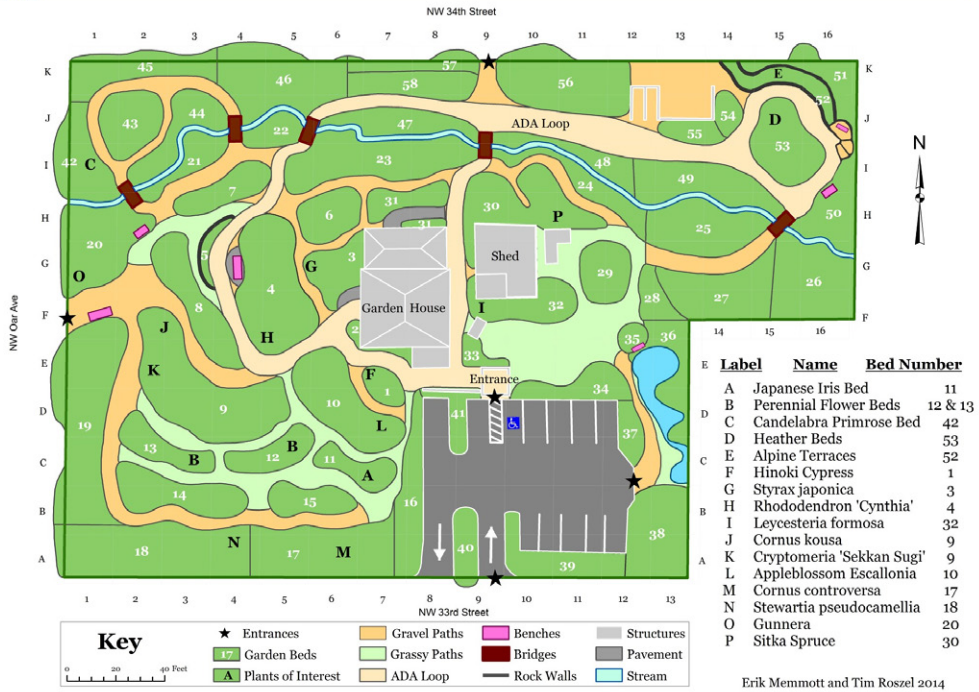 NW 34th Street
1 2 3 4 5 6 7 8 9 10 11 12 13 14 15 16
K 45 46 57 58 56 E 51 K
J 43 44 22 47 ADA Loop 55 54 D 52 J
I 42 C 21 23 48 53 49 I
H 20 7 6 31 31 30 24 P 25 50 H
G O 5 4 G 3 Shed 29 26 G
F 8 J H 2 Garden House I 32 28 27 F
14 15 16
NW Oar Ave
N
E K F 33 35 36 E
Entrance
D 19 9 10 1 L 41 34 37 D
C 13 B 12 B 11 A C
B 14 15 16 38 B
A 18 N 17 M 40 39 A
1 2 3 4 5 6 7 8 9 10 11 12 13
NW 33rd Street
Label Name Bed Number
A Japanese Iris Bed 11
B Perennial Flower Beds 12 & 13
C Candelabra Primrose Bed 42
D Heather Beds 53
E Alpine Terraces 52
F Hinoki Cypress 1
G Styrax japonica 3
H Rhododendron 'Cynthia' 4
I Leycesteria formosa 32
J Cornus kousa 9
K Cryptomeria 'Sekkan Sugi' 9
L Appleblossom Escallonia 10
M Cornus controversa 17
N Stewartia pseudocamellia 18
O Gunnera 20
P Sitka Spruce 30
Key
0 20 40 Feet
Entrances
17 Garden Beds
A Plants of Interest
Gravel Paths
Grassy Paths
ADA Loop
Benches
Bridges
Rock Walls
Structures
Pavement
Stream
Erik Memmott and Tim Roszel 2014